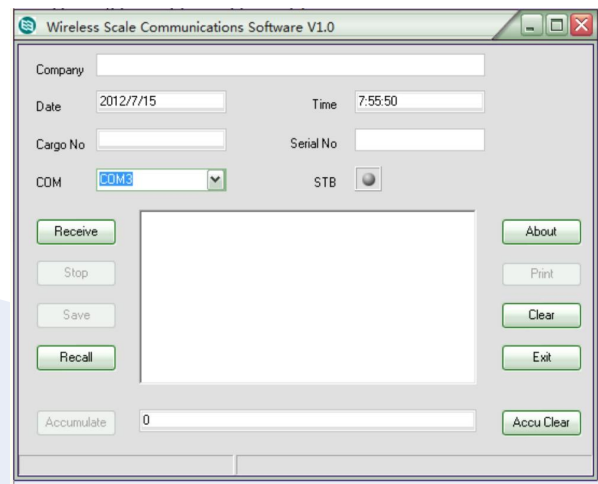 Wireless Scale Communications Software V1.0
Company
Date 2012/7/15 Time 7:55:50
Cargo No Serial No
COM COM3 STB
Receive About
Stop Print
Save Clear
Recall Exit
Accumulate 0 Accu Clear